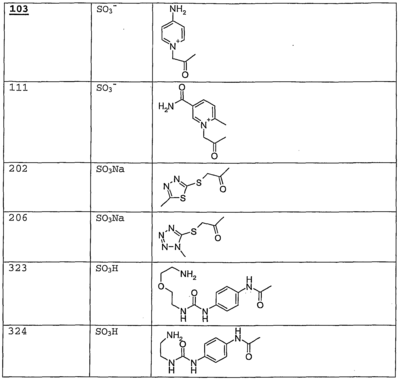 103 SO₃⁻
NH₂
N⁺
O
111 SO₃⁻
O
H₂N
N⁺
O
202 SO₃Na
N-N
S
O
S
206 SO₃Na
N-N
S
O
N
N
323 SO₃H
NH₂
H
N
O
O
O
N
H
N
H
324 SO₃H
NH₂
H
N
O
O
N
H
N
H